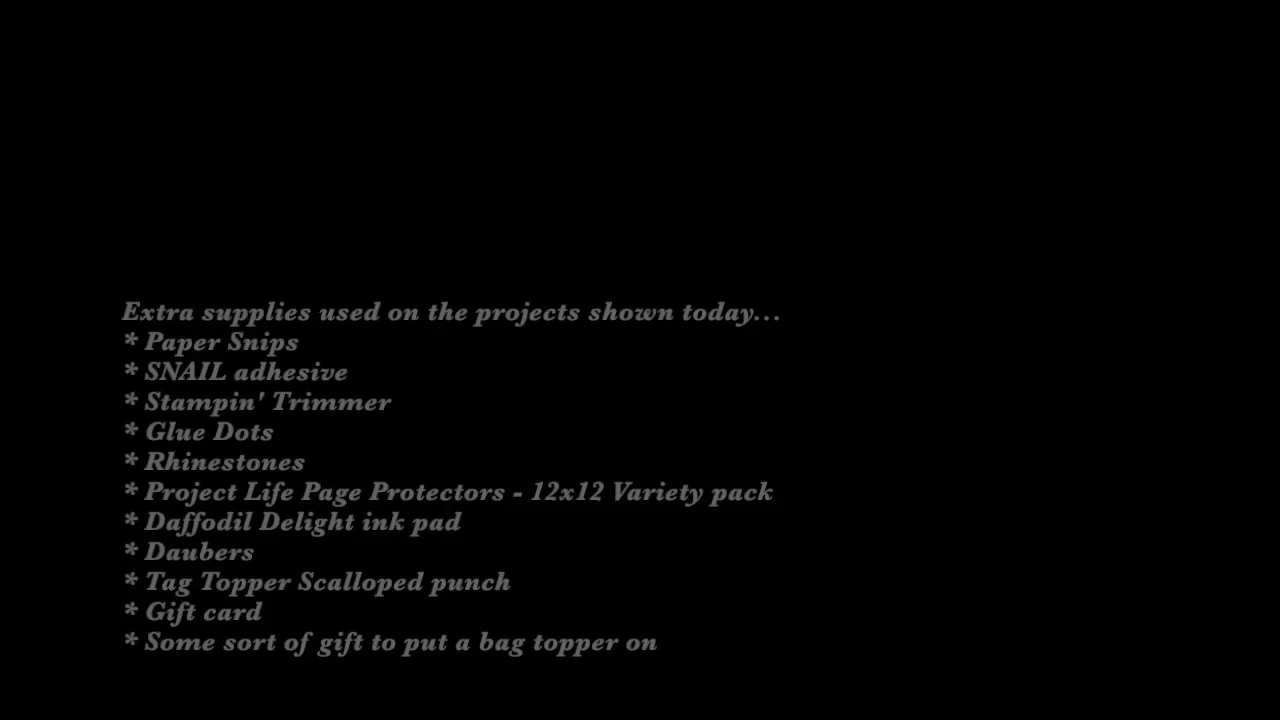 Extra supplies used on the projects shown today...
* Paper Snips
* SNAIL adhesive
* Stampin' Trimmer
* Glue Dots
* Rhinestones
* Project Life Page Protectors - 12x12 Variety pack
* Daffodil Delight ink pad
* Daubers
* Tag Topper Scalloped punch
* Gift card
* Some sort of gift to put a bag topper on